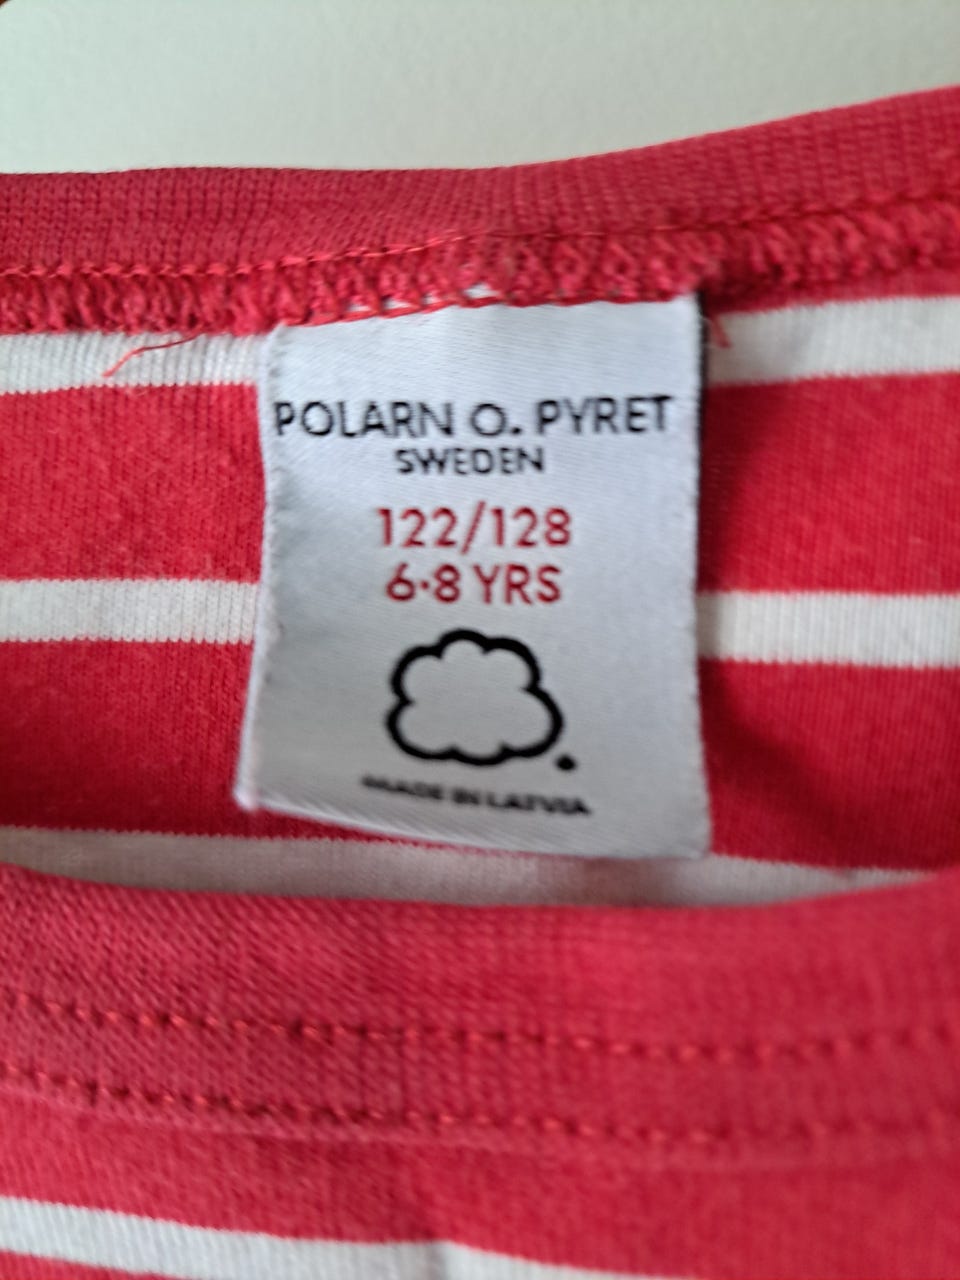 POLARN O. PYRET
SWEDEN
122/128
6-8 YRS
MADE IN LATVIA